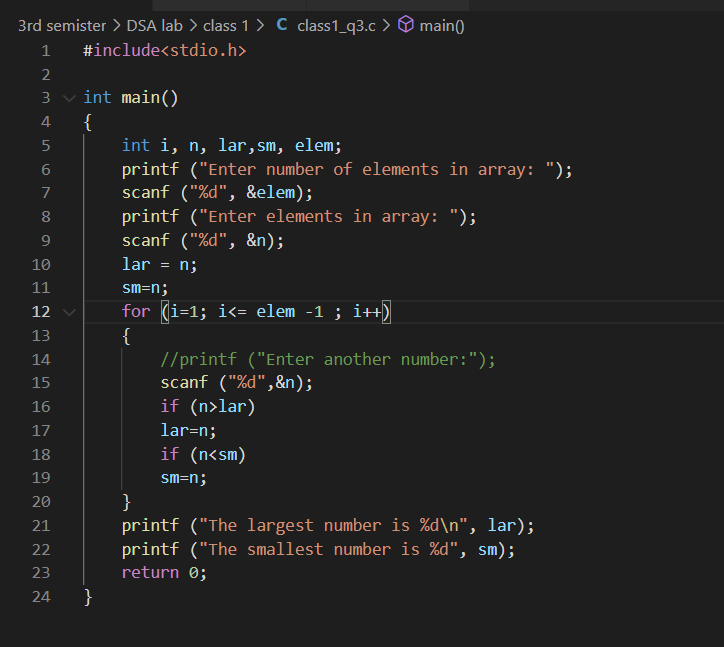 3rd semister > DSA lab > class 1 > C class1_q3.c > main()
1 #include<stdio.h>
2
3 int main()
4 {
5 int i, n, lar,sm, elem;
6 printf ("Enter number of elements in array: ");
7 scanf ("%d", &elem);
8 printf ("Enter elements in array: ");
9 scanf ("%d", &n);
10 lar = n;
11 sm=n;
12 for (i=1; i<= elem -1 ; i++)
13 {
14 //printf ("Enter another number:");
15 scanf ("%d",&n);
16 if (n>lar)
17 lar=n;
18 if (n<sm)
19 sm=n;
20 }
21 printf ("The largest number is %d\n", lar);
22 printf ("The smallest number is %d", sm);
23 return 0;
24 }